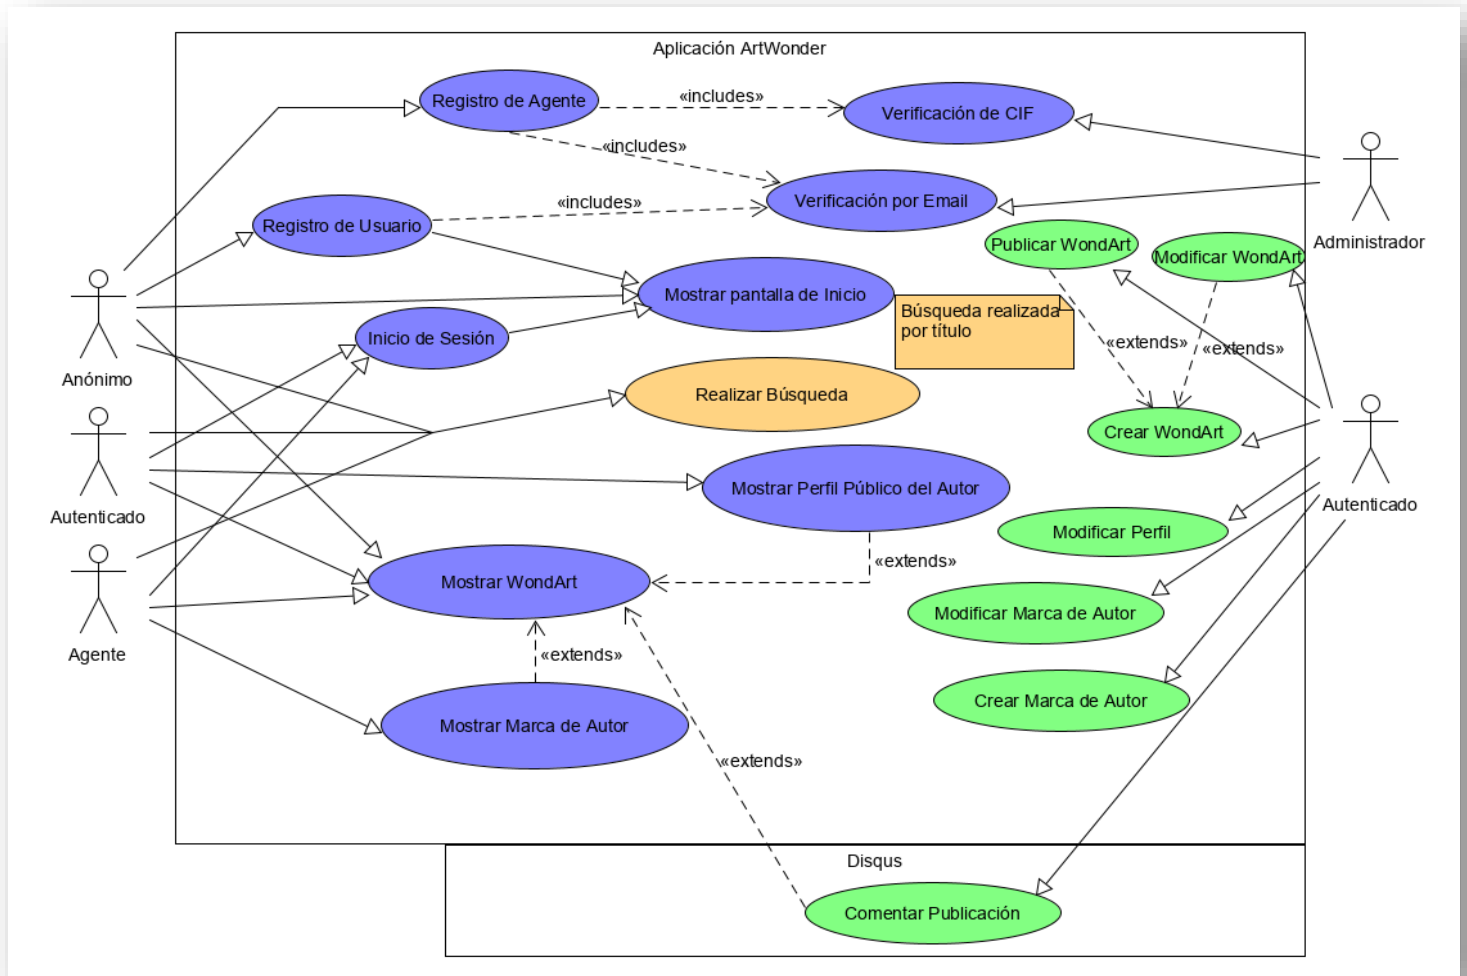 Aplicación ArtWonder
Registro de Agente
«includes»
Verificación de CIF
«includes»
Verificación por Email
«includes»
Registro de Usuario
Publicar WondArt
Modificar WondArt
Administrador
Mostrar pantalla de Inicio
Búsqueda realizada
por título
Inicio de Sesión
«extends»
«extends»
Anónimo
Realizar Búsqueda
Crear WondArt
Autenticado
Mostrar Perfil Público del Autor
Autenticado
Modificar Perfil
«extends»
Mostrar WondArt
Modificar Marca de Autor
Agente
«extends»
Mostrar Marca de Autor
Crear Marca de Autor
«extends»
Disqus
Comentar Publicación